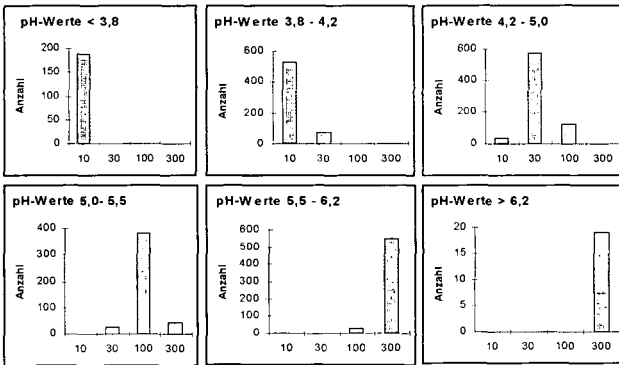 pH-Werte < 3,8
Anzahl
200
150
100
50
0
10 30 100 300
pH-Werte 3,8 - 4,2
Anzahl
600
400
200
0
10 30 100 300
pH-Werte 4,2 - 5,0
Anzahl
600
400
200
0
10 30 100 300
pH-Werte 5,0- 5,5
Anzahl
400
300
200
100
0
10 30 100 300
pH-Werte 5,5 - 6,2
Anzahl
600
500
400
300
200
100
0
10 30 100 300
pH-Werte > 6,2
Anzahl
20
15
10
5
0
10 30 100 300